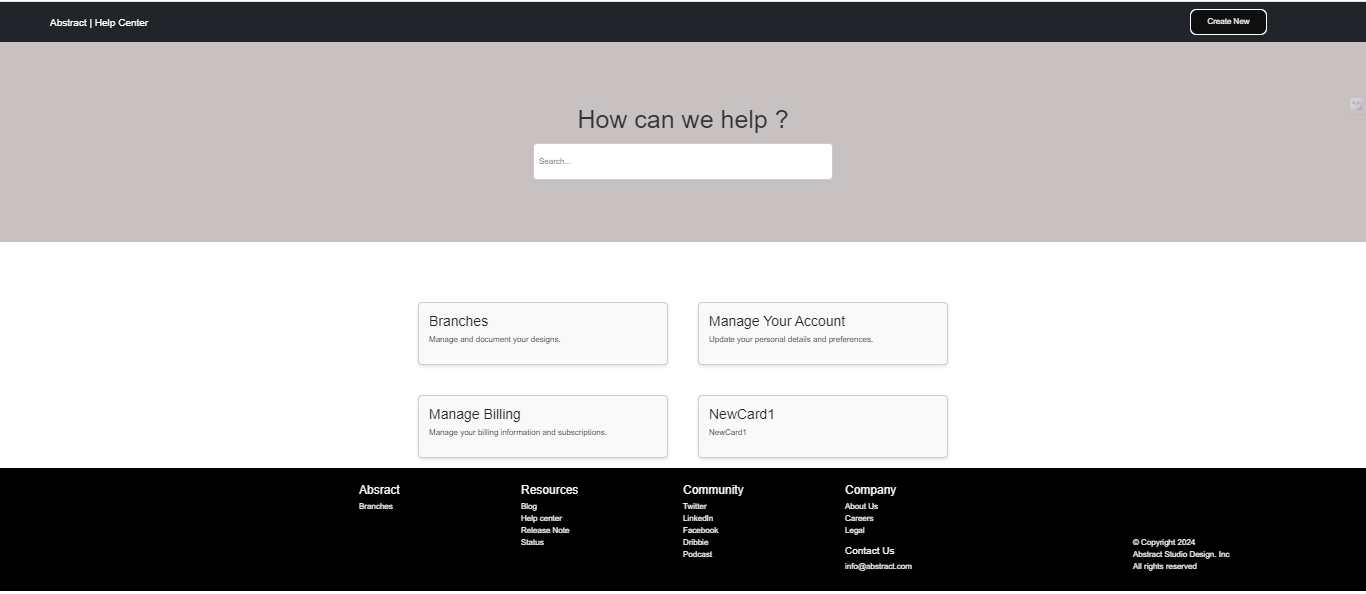 Abstract | Help Center
Create New
How can we help ?
Search...
Branches
Manage and document your designs.
Manage Your Account
Update your personal details and preferences.
Manage Billing
Manage your billing information and subscriptions.
NewCard1
NewCard1
Absract
Branches
Resources
Blog
Help center
Release Note
Status
Community
Twitter
LinkedIn
Facebook
Dribbie
Podcast
Company
About Us
Careers
Legal
Contact Us
info@abstract.com
© Copyright 2024
Abstract Studio Design. Inc
All rights reserved